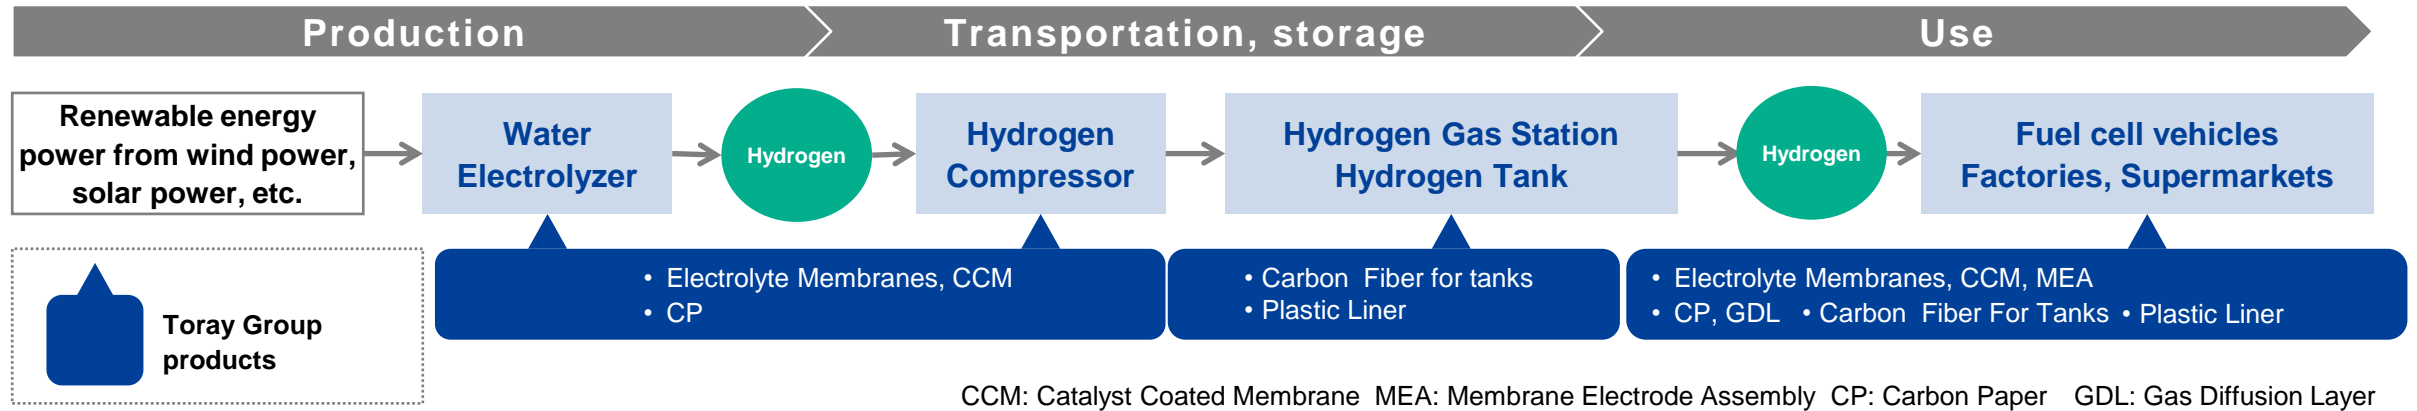 Production
Transportation, storage
Use
Renewable energy
power from wind power,
solar power, etc.
Water
Electrolyzer
Hydrogen
Hydrogen
Compressor
Hydrogen Gas Station
Hydrogen Tank
Hydrogen
Fuel cell vehicles
Factories, Supermarkets
Toray Group
products
• Electrolyte Membranes, CCM
• CP
• Carbon Fiber for tanks
• Plastic Liner
• Electrolyte Membranes, CCM, MEA
• CP, GDL • Carbon Fiber For Tanks • Plastic Liner
CCM: Catalyst Coated Membrane MEA: Membrane Electrode Assembly CP: Carbon Paper GDL: Gas Diffusion Layer